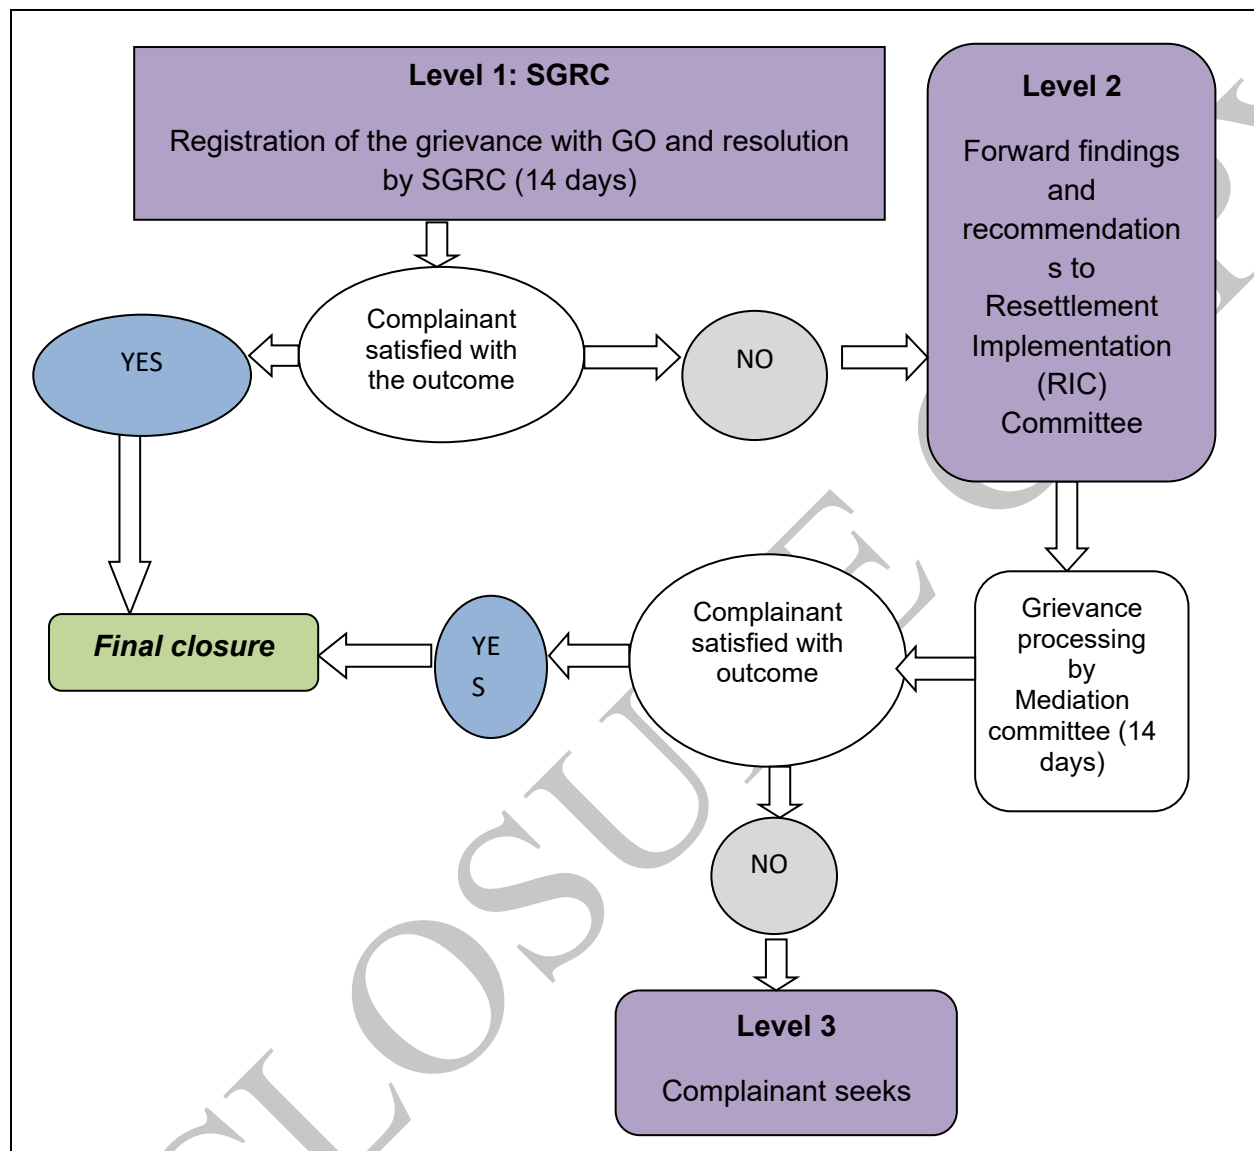 Level 1: SGRC
Registration of the grievance with GO and resolution
by SGRC (14 days)
Level 2
Forward findings
and
recommendation
s to
Resettlement
Implementation
(RIC)
Committee
Complainant
satisfied with
the outcome
YES
NO
Grievance
processing
by
Mediation
committee (14
days)
Complainant
satisfied with
outcome
YE
S
Final closure
NO
Level 3
Complainant seeks
CLOSURE